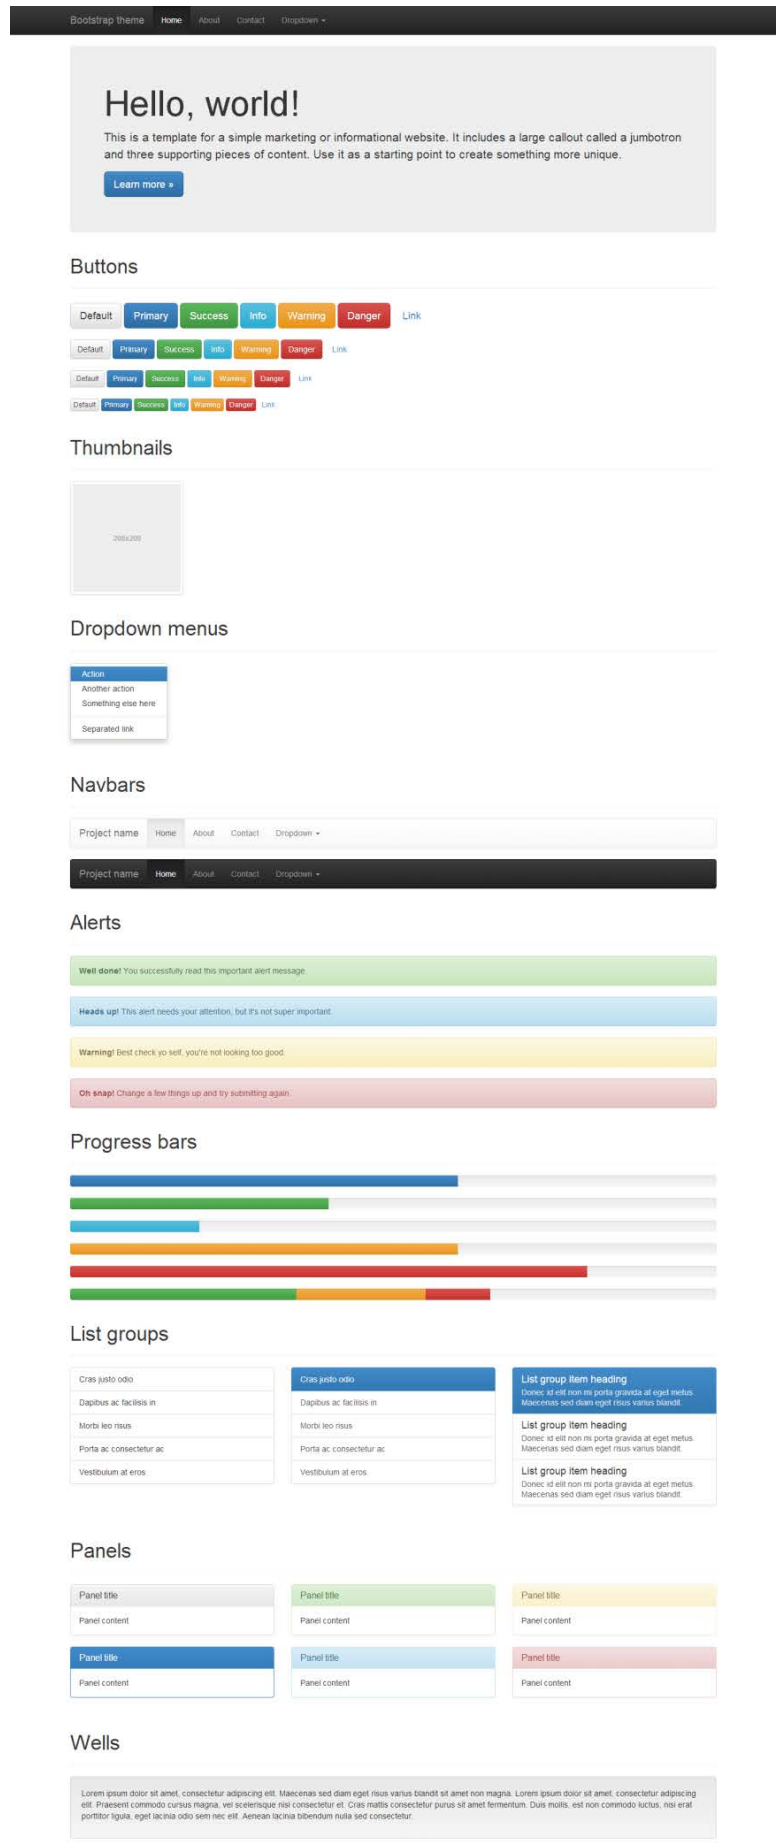 Bootstrap theme Home About Contact Dropdown
Hello, world!
This is a template for a simple marketing or informational website. It includes a large callout called a jumbotron
and three supporting pieces of content. Use it as a starting point to create something more unique.
Learn more »
Buttons
Default Primary Success Info Warning Danger Link
Default Primary Success Info Warning Danger Link
Default Primary Success Info Warning Danger Link
Default Primary Success Info Warning Danger Link
Thumbnails
200x200
Dropdown menus
Action
Another action
Something else here
Separated link
Navbars
Project name Home About Contact Dropdown
Project name Home About Contact Dropdown
Alerts
Well done! You successfully read this important alert message.
Heads up! This alert needs your attention, but it's not super important.
Warning! Best check yo self, you're not looking too good.
Oh snap! Change a few things up and try submitting again.
Progress bars
List groups
Cras justo odio
Dapibus ac facilisis in
Morbi leo risus
Porta ac consectetur ac
Vestibulum at eros
Cras justo odio
Dapibus ac facilisis in
Morbi leo risus
Porta ac consectetur ac
Vestibulum at eros
List group item heading
Donec id elit non mi porta gravida at eget metus.
Maecenas sed diam eget risus varius blandit.
List group item heading
Donec id elit non mi porta gravida at eget metus.
Maecenas sed diam eget risus varius blandit.
List group item heading
Donec id elit non mi porta gravida at eget metus.
Maecenas sed diam eget risus varius blandit.
Panels
Panel title
Panel content
Panel title
Panel content
Panel title
Panel content
Panel title
Panel content
Panel title
Panel content
Panel title
Panel content
Wells
Lorem ipsum dolor sit amet, consectetur adipiscing elit. Maecenas sed diam eget risus varius blandit sit amet non magna. Lorem ipsum dolor sit amet, consectetur adipiscing
elit. Praesent commodo cursus magna, vel scelerisque nisl consectetur et. Cras mattis consectetur purus sit amet fermentum. Duis mollis, est non commodo luctus, nisi erat
porttitor ligula, eget lacinia odio sem nec elit. Aenean lacinia bibendum nulla sed consectetur.